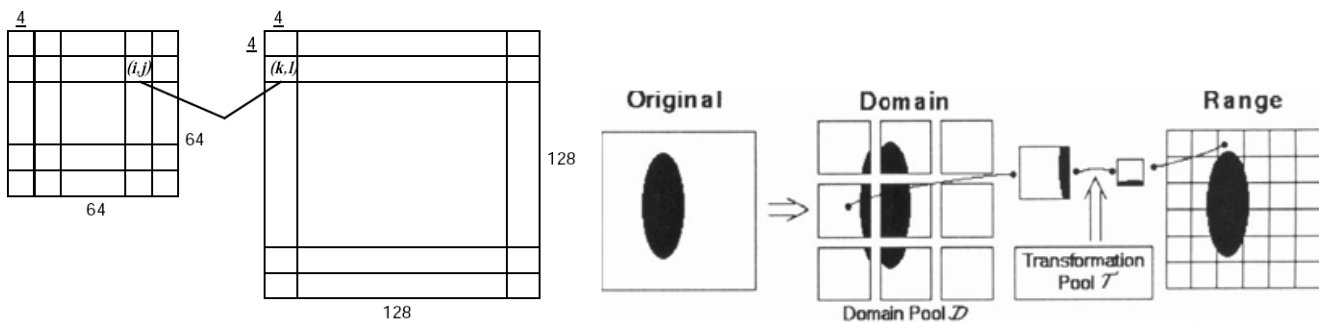 4
4
4
(i,j)
(k,l)
64
64
128
128
Original
Domain
Range
Transformation
Pool T
Domain Pool D